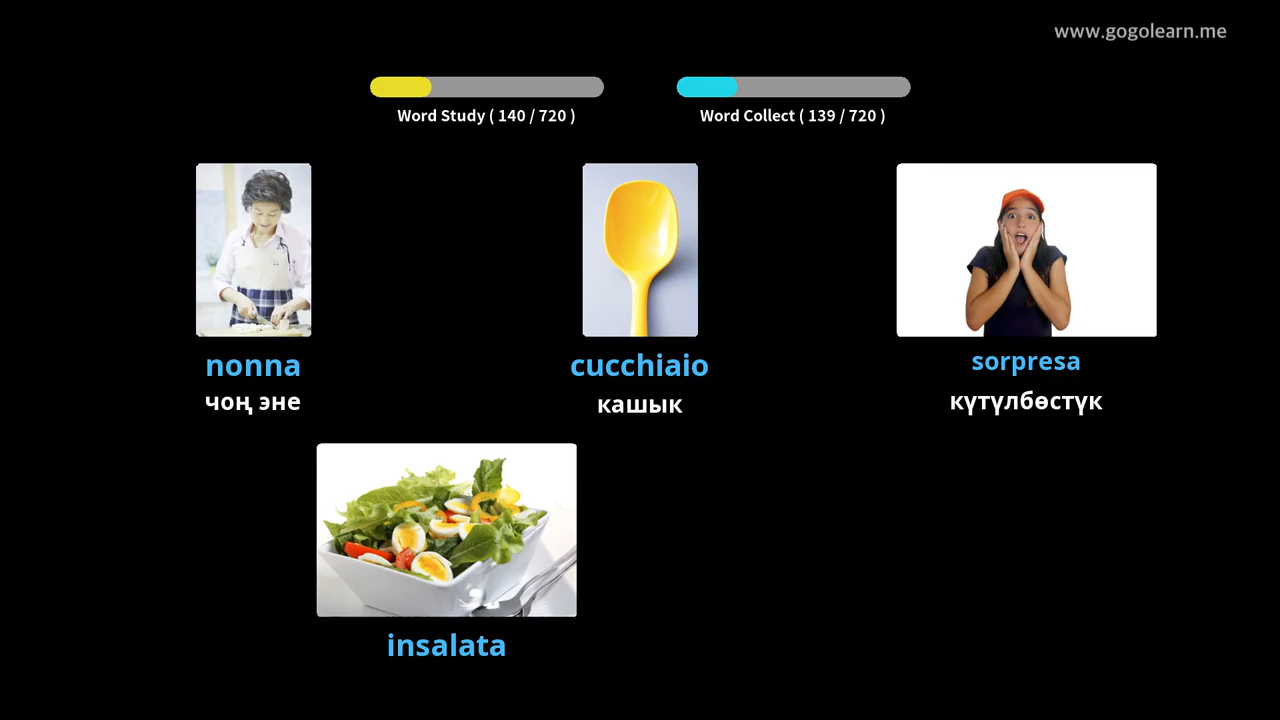 www.gogolearn.me
Word Study ( 140 / 720 )
Word Collect ( 139 / 720 )
nonna
чоң эне
cucchiaio
кашык
sorpresa
күтүлбөстүк
insalata